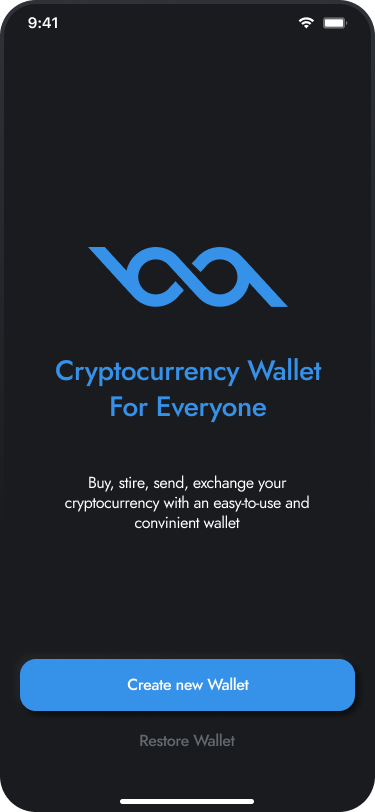 9:41
Cryptocurrency Wallet
For Everyone
Buy, stire, send, exchange your
cryptocurrency with an easy-to-use and
convinient wallet
Create new Wallet
Restore Wallet